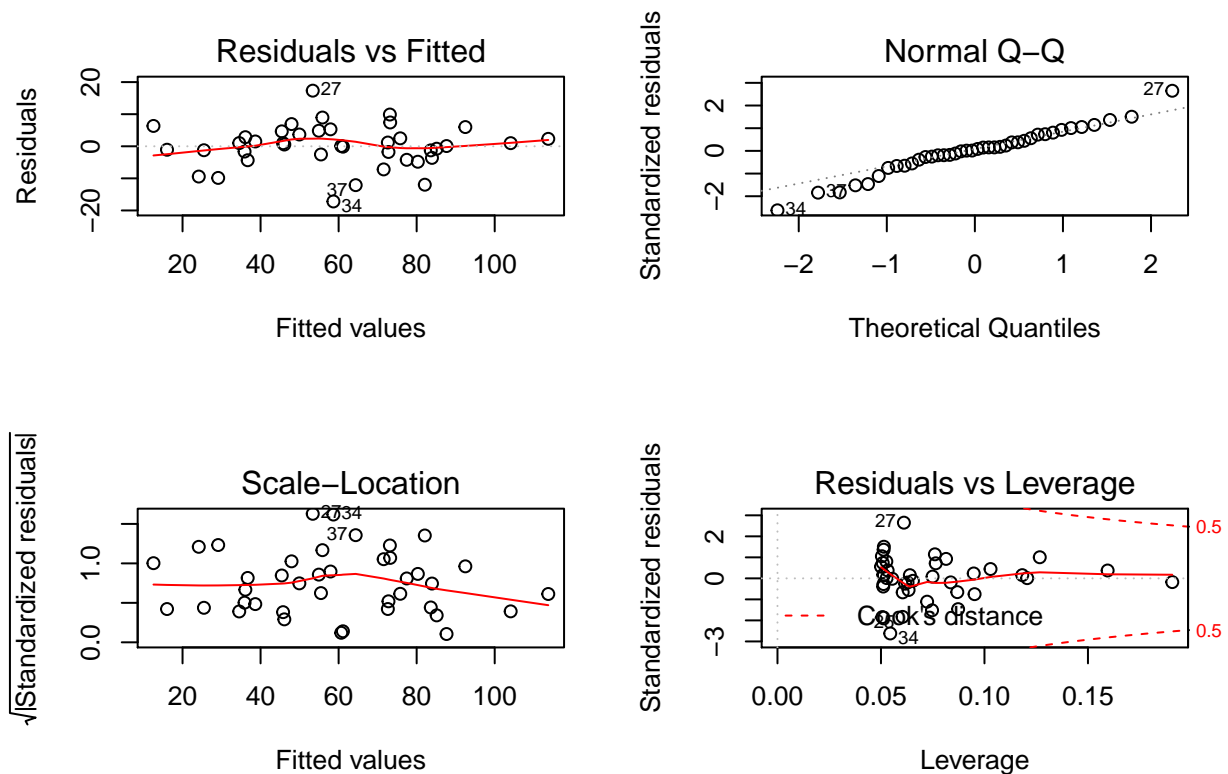 Residuals vs Fitted
Residuals
20
0
−20
27
37
34
20 40 60 80 100
Fitted values
Normal Q−Q
Standardized residuals
2
0
−2
27
37
34
−2 −1 0 1 2
Theoretical Quantiles
Scale−Location
√|Standardized residuals|
1.0
0.0
27 34
37
20 40 60 80 100
Fitted values
Residuals vs Leverage
Standardized residuals
2
0
−3
27
34
Cook's distance
0.5
0.5
0.00 0.05 0.10 0.15
Leverage